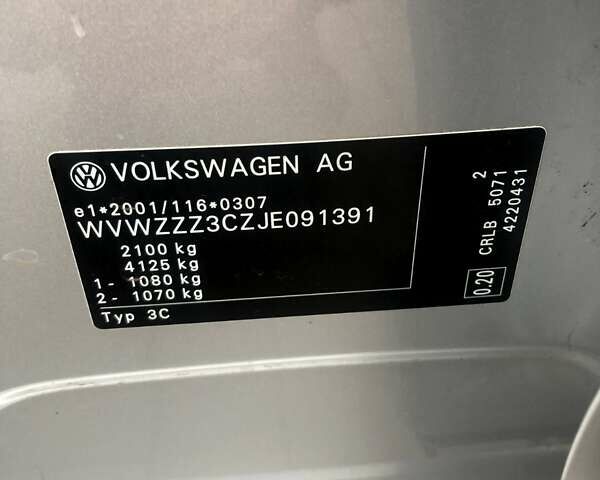 VOLKSWAGEN AG
e1*2001/116*0307
WVWZZZ3CZJE091391
2100 kg
4125 kg
1- 1080 kg
2- 1070 kg
Typ 3C
0.20
CRLB 5071 2
4220431